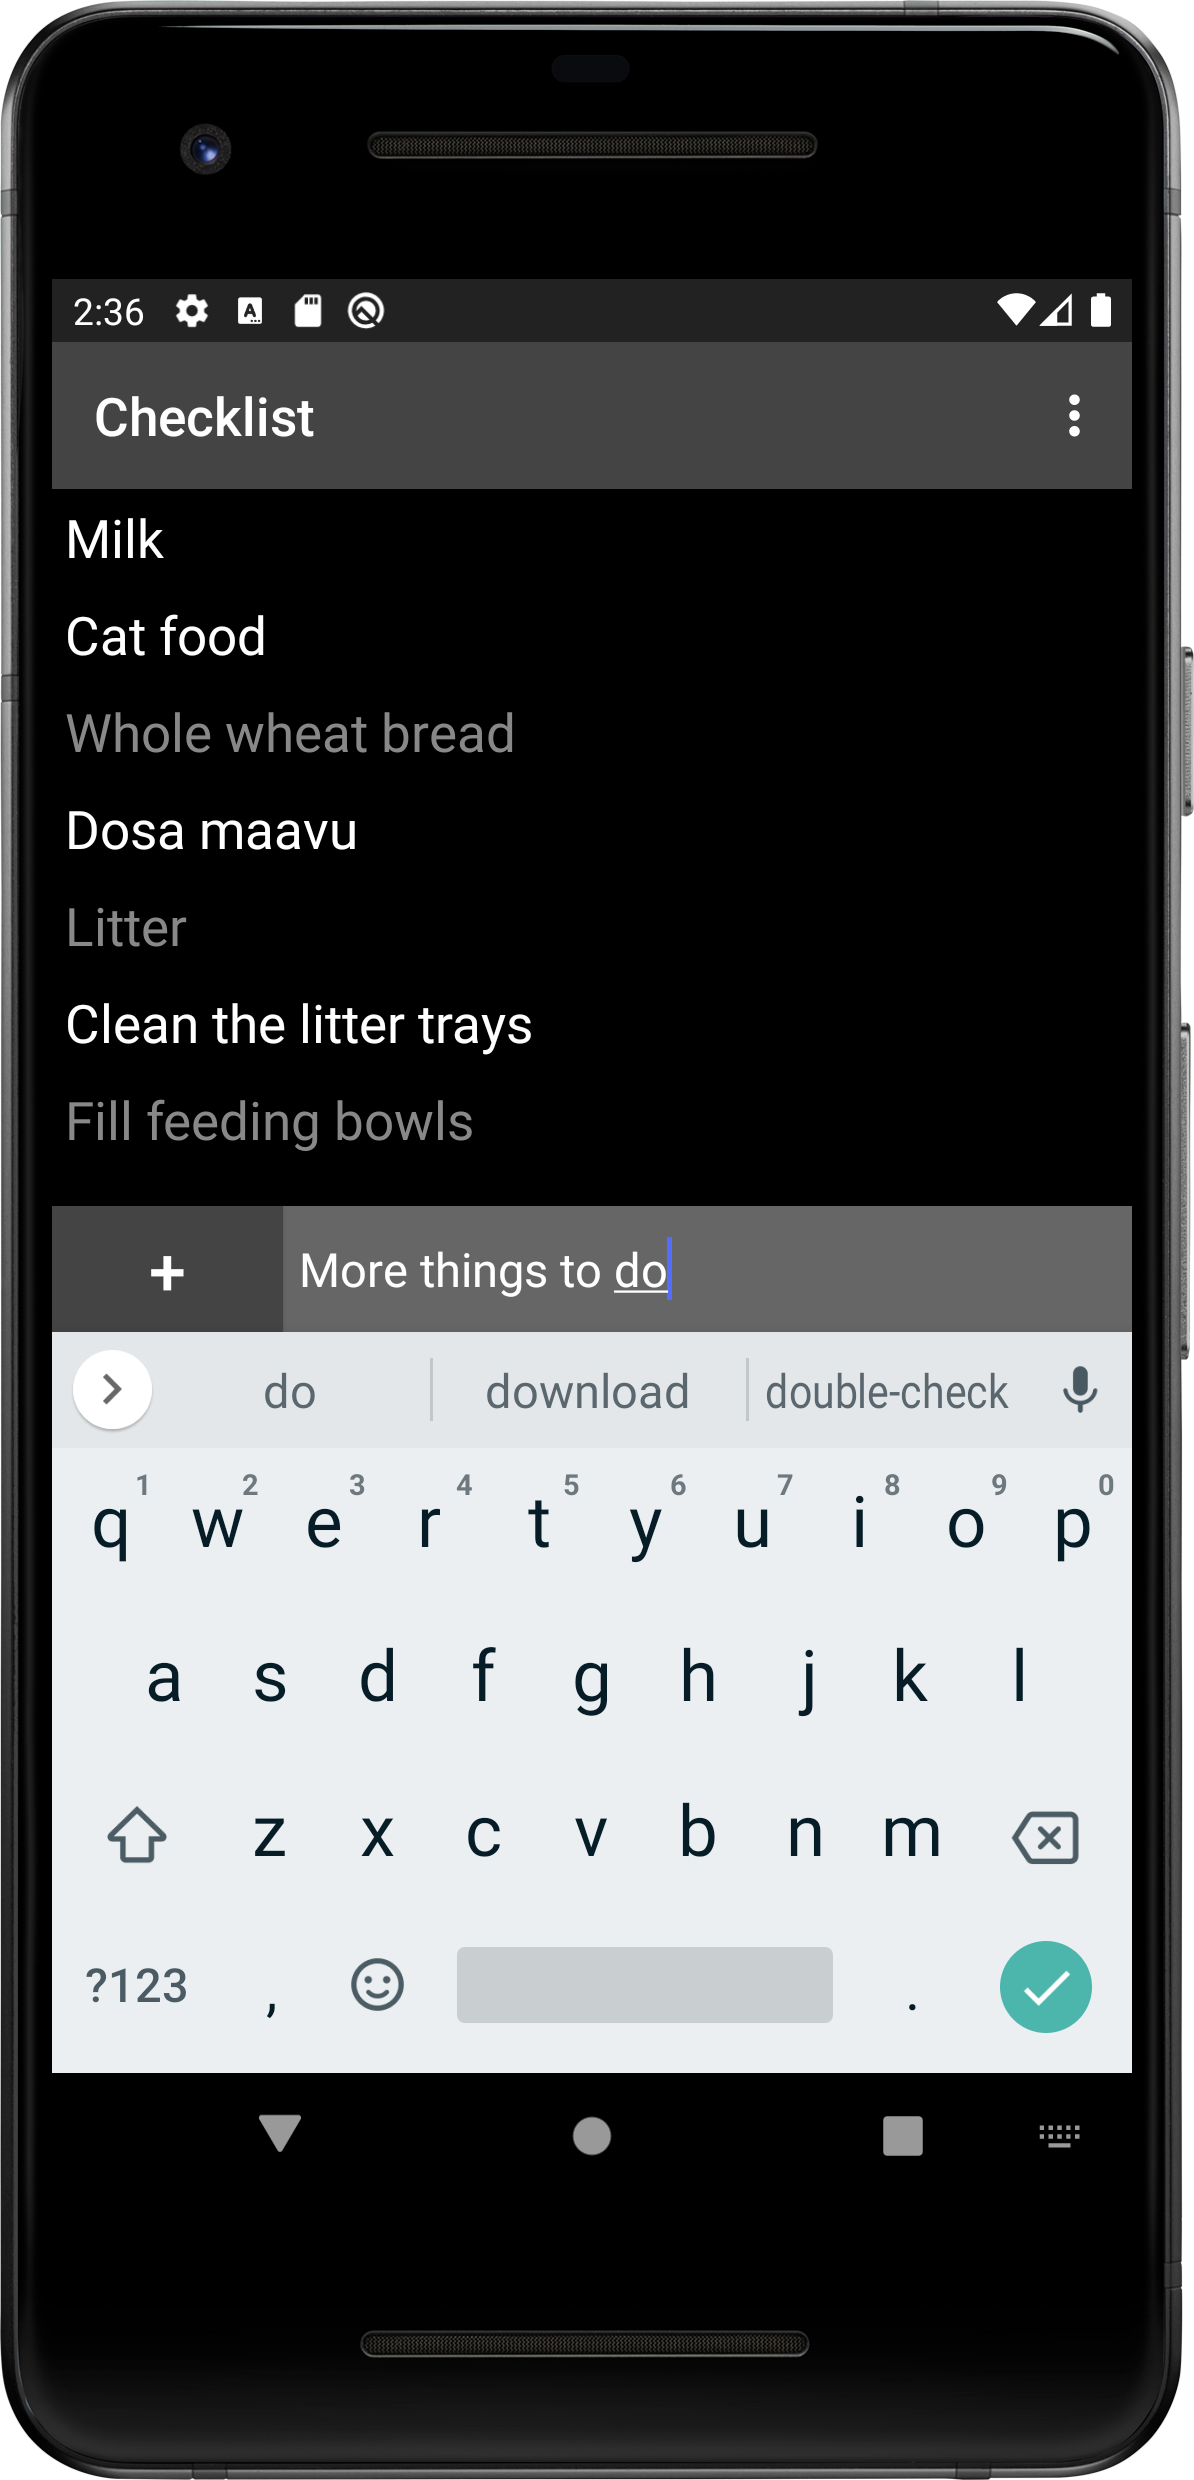 2:36
Checklist
Milk
Cat food
Whole wheat bread
Dosa maavu
Litter
Clean the litter trays
Fill feeding bowls
+ More things to do
do download double-check
1 2 3 4 5 6 7 8 9 0
q w e r t y u i o p
a s d f g h j k l
z x c v b n m
?123 , .